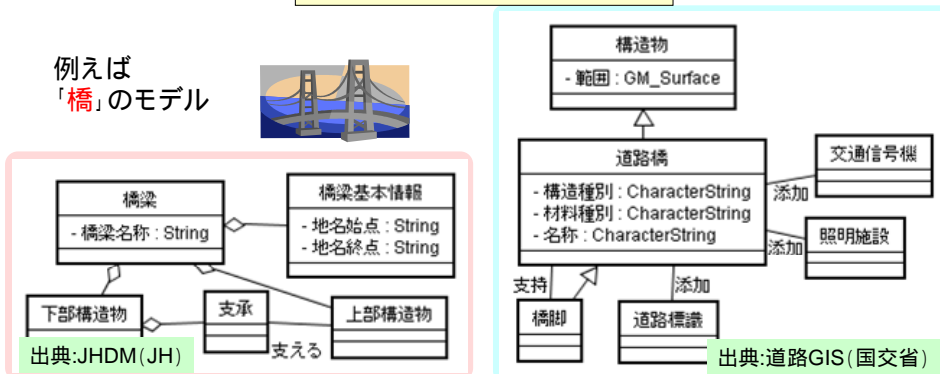 例えば
「橋」のモデル
橋梁
- 橋梁名称 : String
橋梁基本情報
- 地名始点 : String
- 地名終点 : String
下部構造物
支承
上部構造物
支える
出典:JHDM(JH)
構造物
- 範囲 : GM_Surface
道路橋
- 構造種別 : CharacterString
- 材料種別 : CharacterString
- 名称 : CharacterString
交通信号機
添加
照明施設
添加
支持
添加
橋脚
道路標識
出典:道路GIS(国交省)